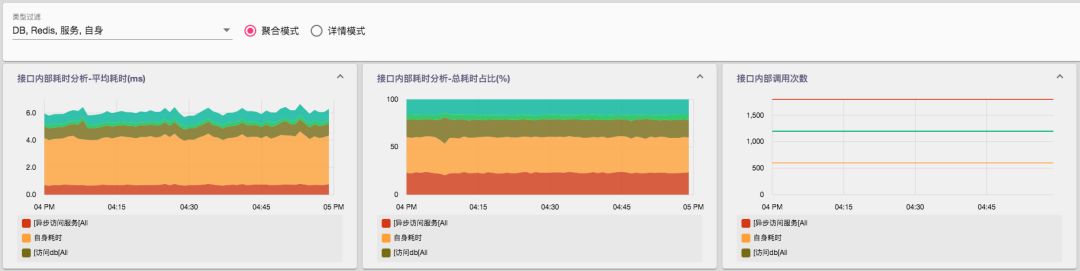 类型过滤
DB, Redis, 服务, 自身
聚合模式
详情模式
接口内部耗时分析-平均耗时(ms)
6.0
4.0
2.0
0.0
04 PM 04:15 04:30 04:45 05 PM
[异步访问服务[All
自身耗时
[访问db[All
接口内部耗时分析-总耗时占比(%)
100
50
0
04 PM 04:15 04:30 04:45 05 PM
[异步访问服务[All
自身耗时
[访问db[All
接口内部调用次数
1,500
1,000
500
0
04 PM 04:15 04:30 04:45
[异步访问服务[All
自身耗时
[访问db[All